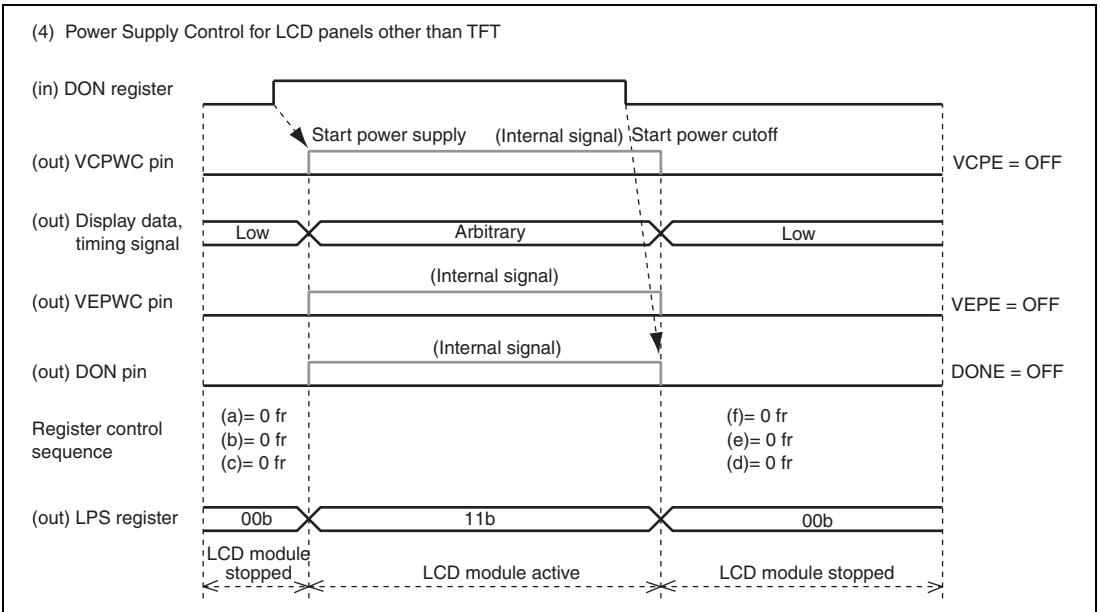 (4) Power Supply Control for LCD panels other than TFT
(in) DON register
Start power supply (Internal signal) Start power cutoff
(out) VCPWC pin VCPE = OFF
(out) Display data,
timing signal
Low Arbitrary Low
(Internal signal)
(out) VEPWC pin VEPE = OFF
(Internal signal)
(out) DON pin DONE = OFF
Register control
sequence
(a)= 0 fr
(b)= 0 fr
(c)= 0 fr
(f)= 0 fr
(e)= 0 fr
(d)= 0 fr
(out) LPS register 00b 11b 00b
LCD module
stopped
LCD module active
LCD module stopped